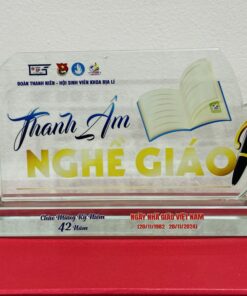 ĐOÀN THANH NIÊN - HỘI SINH VIÊN KHOA ĐỊA LÍ
Thanh Âm
NGHỀ GIÁO
Chào Mừng Kỷ Niệm
42 Năm
NGÀY NHÀ GIÁO VIỆT NAM
(20/11/1982 20/11/2024)